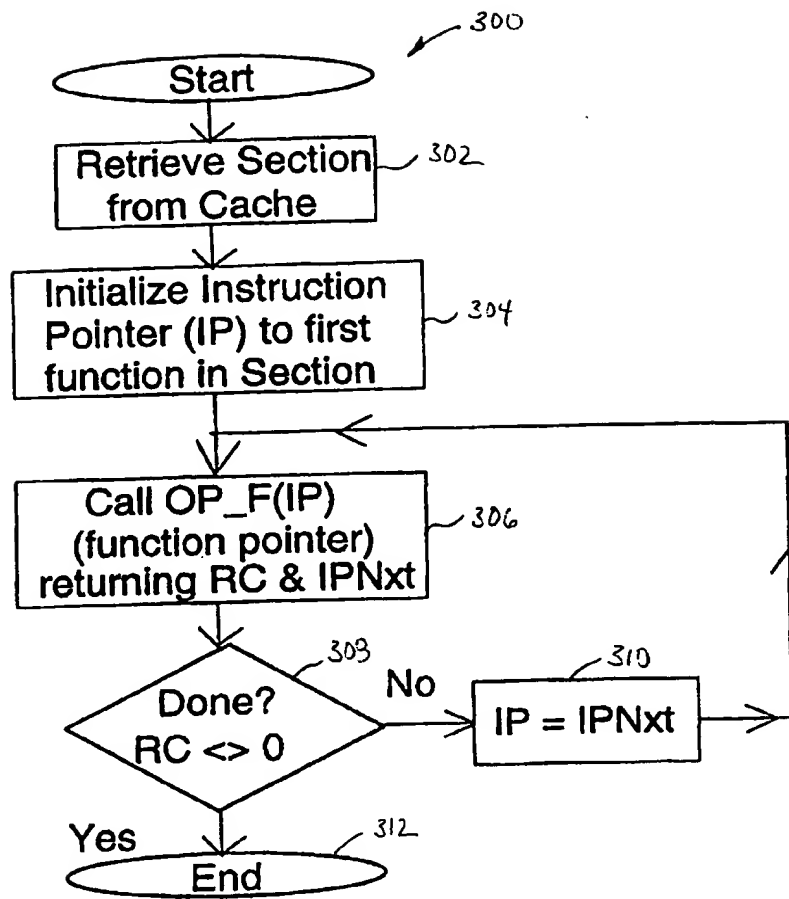 300
Start
Retrieve Section
from Cache
302
Initialize Instruction
Pointer (IP) to first
function in Section
304
Call OP_F(IP)
(function pointer)
returning RC & IPNxt
306
308
Done?
RC <> 0
No
310
IP = IPNxt
Yes
312
End